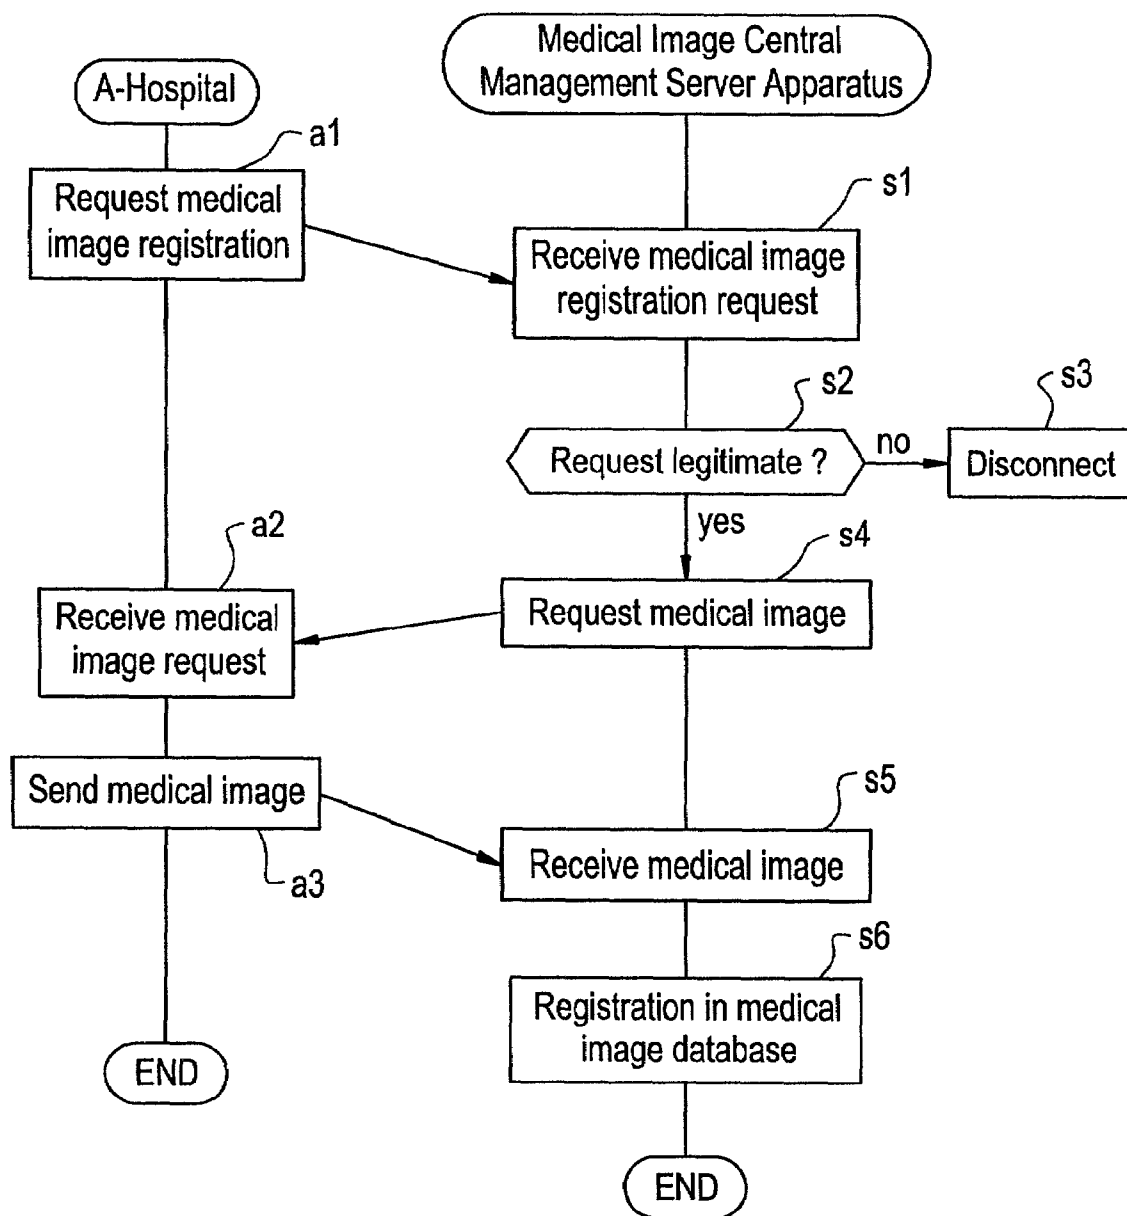 Medical Image Central
Management Server Apparatus
A-Hospital
a1
Request medical
image registration
s1
Receive medical image
registration request
s2
Request legitimate ?
no
s3
Disconnect
yes
a2
Receive medical
image request
s4
Request medical image
Send medical image
a3
s5
Receive medical image
s6
Registration in medical
image database
END
END